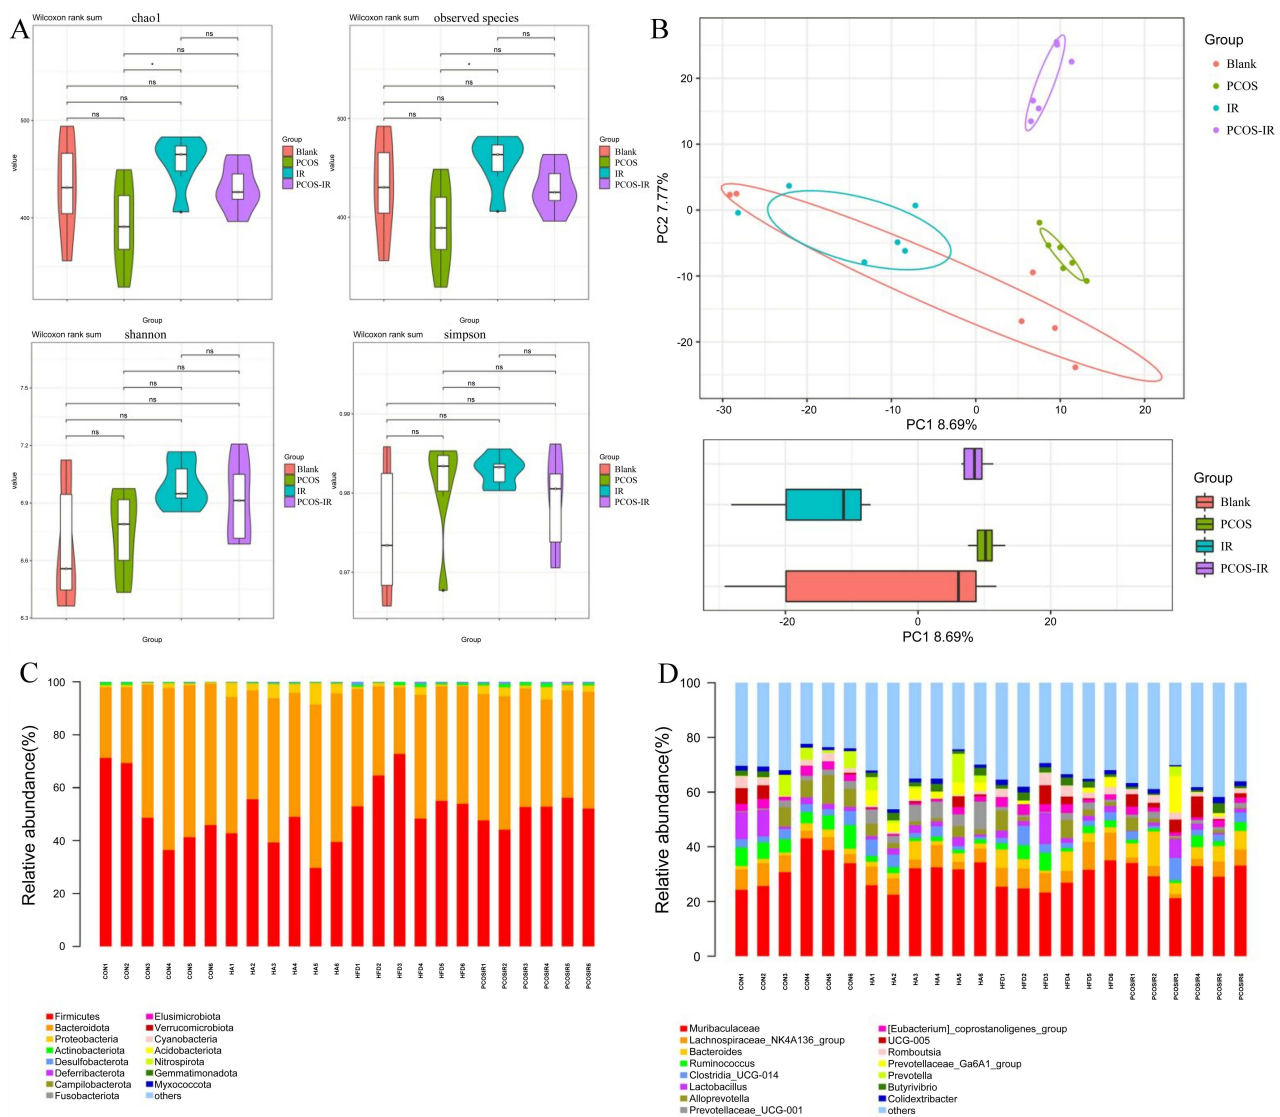 A
Wilcoxon rank sum
chao1
ns
ns
*
ns
ns
ns
500
400
value
Group
Group
Blank
PCOS
IR
PCOS-IR
Wilcoxon rank sum
observed species
ns
ns
*
ns
ns
ns
500
400
value
Group
Group
Blank
PCOS
IR
PCOS-IR
Wilcoxon rank sum
shannon
ns
ns
ns
ns
ns
ns
7.5
7.2
6.9
6.6
6.3
value
Group
Group
Blank
PCOS
IR
PCOS-IR
Wilcoxon rank sum
simpson
ns
ns
ns
ns
ns
ns
0.99
0.98
0.97
value
Group
Group
Blank
PCOS
IR
PCOS-IR
B
20
10
0
-10
-20
PC2 7.77%
-30
-20
-10
0
10
20
PC1 8.69%
Group
Blank
PCOS
IR
PCOS-IR
-20
0
20
PC1 8.69%
Group
Blank
PCOS
IR
PCOS-IR
C
100
80
60
40
20
0
Relative abundance(%)
CON1
CON2
CON3
CON4
CON5
CON6
HA1
HA2
HA3
HA4
HA5
HA6
HFD1
HFD2
HFD3
HFD4
HFD5
HFD6
PCOSIR1
PCOSIR2
PCOSIR3
PCOSIR4
PCOSIR5
PCOSIR6
Firmicutes
Bacteroidota
Proteobacteria
Actinobacteriota
Desulfobacterota
Deferribacterota
Campilobacterota
Fusobacteriota
Elusimicrobiota
Verrucomicrobiota
Cyanobacteria
Acidobacteriota
Nitrospirota
Gemmatimonadota
Myxococcota
others
D
100
80
60
40
20
0
Relative abundance(%)
CON1
CON2
CON3
CON4
CON5
CON6
HA1
HA2
HA3
HA4
HA5
HA6
HFD1
HFD2
HFD3
HFD4
HFD5
HFD6
PCOSIR1
PCOSIR2
PCOSIR3
PCOSIR4
PCOSIR5
PCOSIR6
Muribaculaceae
Lachnospiraceae_NK4A136_group
Bacteroides
Ruminococcus
Clostridia_UCG-014
Lactobacillus
Alloprevotella
Prevotellaceae_UCG-001
[Eubacterium]_coprostanoligenes_group
UCG-005
Romboutsia
Prevotellaceae_Ga6A1_group
Prevotella
Butyrivibrio
Colidextribacter
others